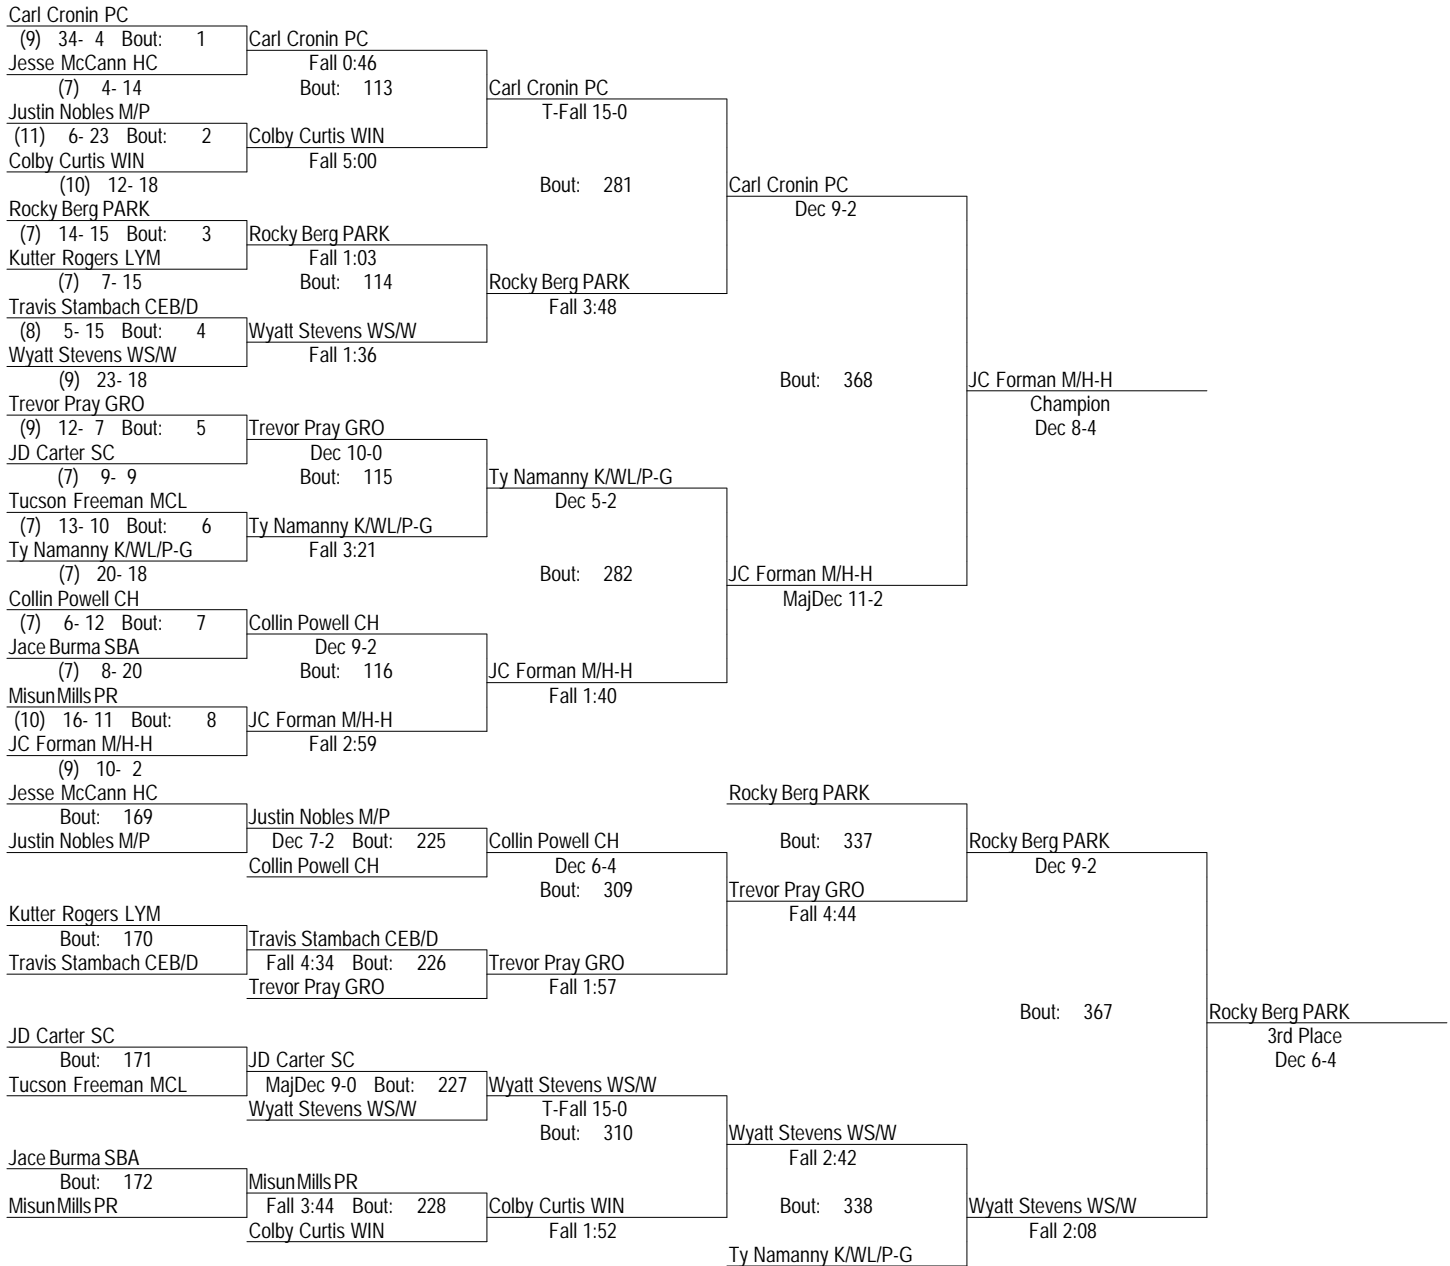 Carl Cronin PC
(9) 34- 4 Bout: 1 Carl Cronin PC
Jesse McCann HC Fall 0:46
(7) 4- 14 Bout: 113 Carl Cronin PC
Justin Nobles M/P T-Fall 15-0
(11) 6- 23 Bout: 2 Colby Curtis WIN
Colby Curtis WIN Fall 5:00
(10) 12- 18 Bout: 281 Carl Cronin PC
Rocky Berg PARK Dec 9-2
(7) 14- 15 Bout: 3 Rocky Berg PARK
Kutter Rogers LYM Fall 1:03
(7) 7- 15 Bout: 114 Rocky Berg PARK
Travis Stambach CEB/D Fall 3:48
(8) 5- 15 Bout: 4 Wyatt Stevens WS/W
Wyatt Stevens WS/W Fall 1:36
(9) 23- 18 Bout: 368 JC Forman M/H-H
Trevor Pray GRO Champion
(9) 12- 7 Bout: 5 Trevor Pray GRO Dec 8-4
JD Carter SC Dec 10-0
(7) 9- 9 Bout: 115 Ty Namanny K/WL/P-G
Tucson Freeman MCL Dec 5-2
(7) 13- 10 Bout: 6 Ty Namanny K/WL/P-G
Ty Namanny K/WL/P-G Fall 3:21
(7) 20- 18 Bout: 282 JC Forman M/H-H
Collin Powell CH MajDec 11-2
(7) 6- 12 Bout: 7 Collin Powell CH
Jace Burma SBA Dec 9-2
(7) 8- 20 Bout: 116 JC Forman M/H-H
Misun Mills PR Fall 1:40
(10) 16- 11 Bout: 8 JC Forman M/H-H
JC Forman M/H-H Fall 2:59
(9) 10- 2
Jesse McCann HC Rocky Berg PARK
Bout: 169 Justin Nobles M/P
Justin Nobles M/P Dec 7-2 Bout: 225 Collin Powell CH Bout: 337 Rocky Berg PARK
Collin Powell CH Dec 6-4 Dec 9-2
Bout: 309 Trevor Pray GRO
Kutter Rogers LYM Fall 4:44
Bout: 170 Travis Stambach CEB/D
Travis Stambach CEB/D Fall 4:34 Bout: 226 Trevor Pray GRO
Trevor Pray GRO Fall 1:57
Bout: 367 Rocky Berg PARK
JD Carter SC 3rd Place
Bout: 171 JD Carter SC Dec 6-4
Tucson Freeman MCL MajDec 9-0 Bout: 227 Wyatt Stevens WS/W
Wyatt Stevens WS/W T-Fall 15-0
Bout: 310 Wyatt Stevens WS/W
Jace Burma SBA Fall 2:42
Bout: 172 Misun Mills PR
Misun Mills PR Fall 3:44 Bout: 228 Colby Curtis WIN Bout: 338 Wyatt Stevens WS/W
Colby Curtis WIN Fall 1:52 Fall 2:08
Ty Namanny K/WL/P-G